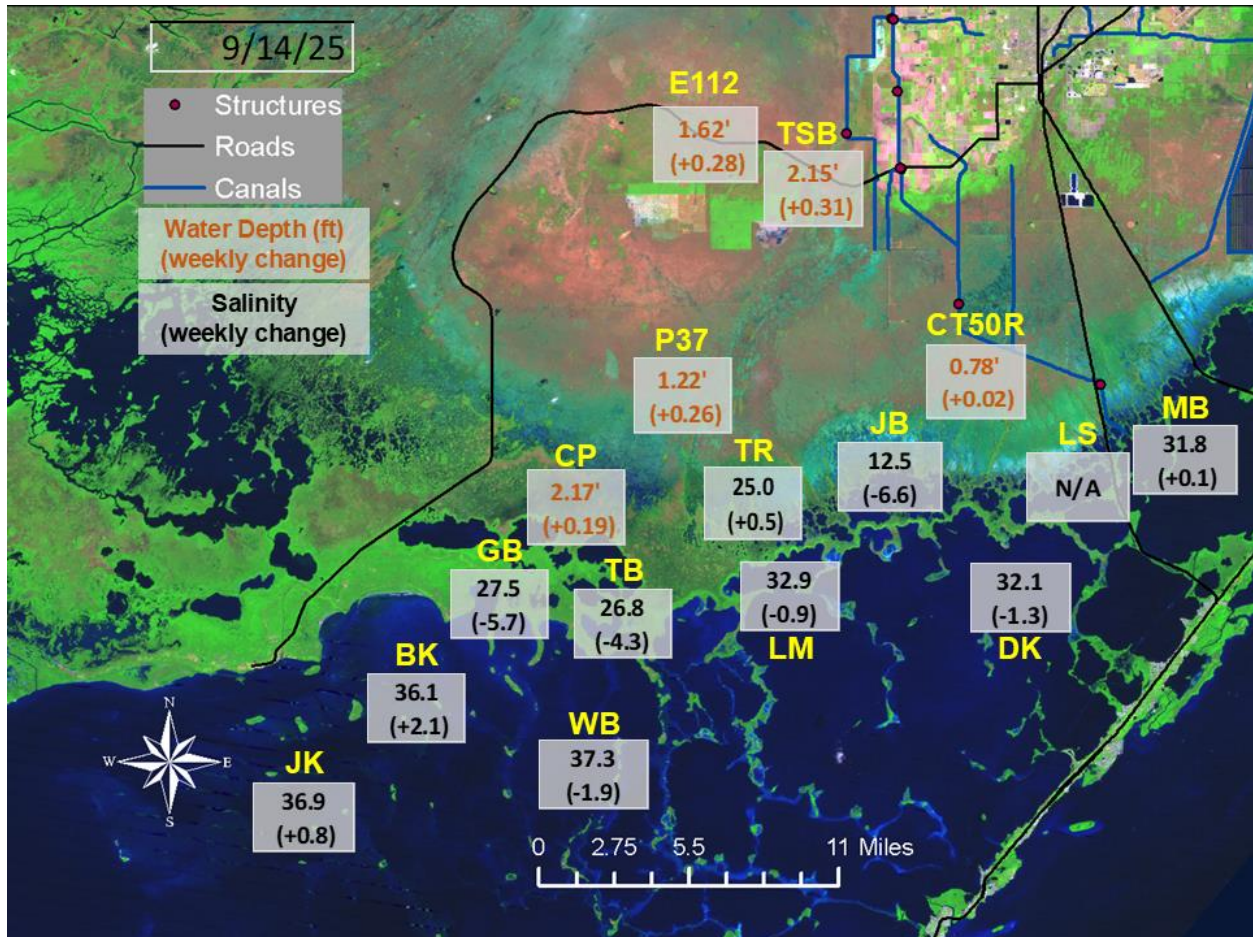 9/14/25
Structures
Roads
Canals
Water Depth (ft)
(weekly change)
Salinity
(weekly change)
E112
1.62'
(+0.28)
TSB
2.15'
(+0.31)
P37
1.22'
(+0.26)
CT50R
0.78'
(+0.02)
CP
2.17'
(+0.19)
TR
25.0
(+0.5)
JB
12.5
(-6.6)
LS
N/A
MB
31.8
(+0.1)
GB
27.5
(-5.7)
TB
26.8
(-4.3)
32.9
(-0.9)
LM
32.1
(-1.3)
DK
BK
36.1
(+2.1)
WB
37.3
(-1.9)
JK
36.9
(+0.8)
N
W E
S
0 2.75 5.5 11 Miles